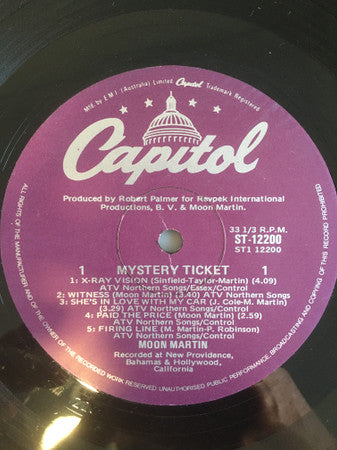 MFG BY E M I (Australia) Limited Capitol Trademark Registered
Capitol
Produced by Robert Palmer for Revpek International
Productions, B. V. & Moon Martin.
33 1/3 R.P.M.
ST-12200
ST1 12200
1 MYSTERY TICKET 1
1: X-RAY VISION (Sinfield-Taylor-Martin) (4.09)
ATV Northern Songs/Essex/Control
2: WITNESS (Moon Martin) (3.40) ATV Northern Songs
3: SHE'S IN LOVE WITH MY CAR (J. Cole-M. Martin)
(3.29) ATV Northern Songs/Control
4: PAID THE PRICE (Moon Martin) (2.59)
ATV Northern Songs/Control
5: FIRING LINE (M. Martin-P. Robinson)
ATV Northern Songs/Control
MOON MARTIN
Recorded at New Providence,
Bahamas & Hollywood,
California
ALL RIGHTS OF THE MANUFACTURER AND OF THE OWNER OF THE RECORDED WORK RESERVED UNAUTHORISED PUBLIC PERFORMANCE, BROADCASTING AND COPYING OF THIS RECORD PROHIBITED